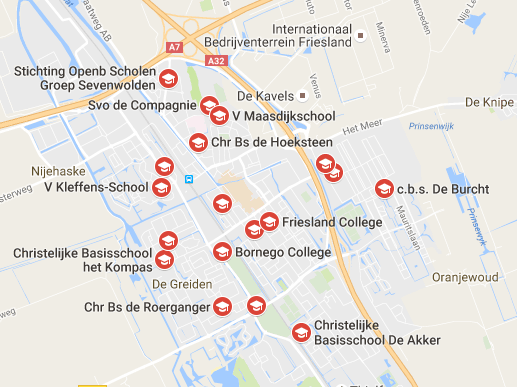 Internationaal
Bedrijventerrein Friesland
Minerva
A7
A32
Stichting Openb Scholen
Groep Sevenwolden
Venus
De Kavels
Svo de Compagnie
V Maasdijkschool
De Knipe
Het Meer
Prinsenwijk
Chr Bs de Hoeksteen
Nijehaske
V Kleffens-School
c.b.s. De Burcht
Mauritslaan
Prinsewyk
Friesland College
Christelijke Basisschool
het Kompas
Bornego College
De Greiden
Oranjewoud
Chr Bs de Roerganger
Christelijke
Basisschool De Akker